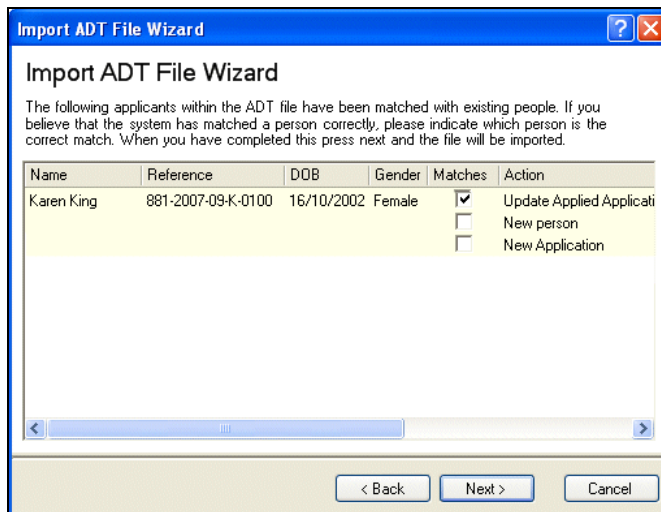 Import ADT File Wizard
Import ADT File Wizard
The following applicants within the ADT file have been matched with existing people. If you
believe that the system has matched a person correctly, please indicate which person is the
correct match. When you have completed this press next and the file will be imported.
Name Reference DOB Gender Matches Action
Karen King 881-2007-09-K-0100 16/10/2002 Female Update Applied Applicati
New person
New Application
< Back Next > Cancel